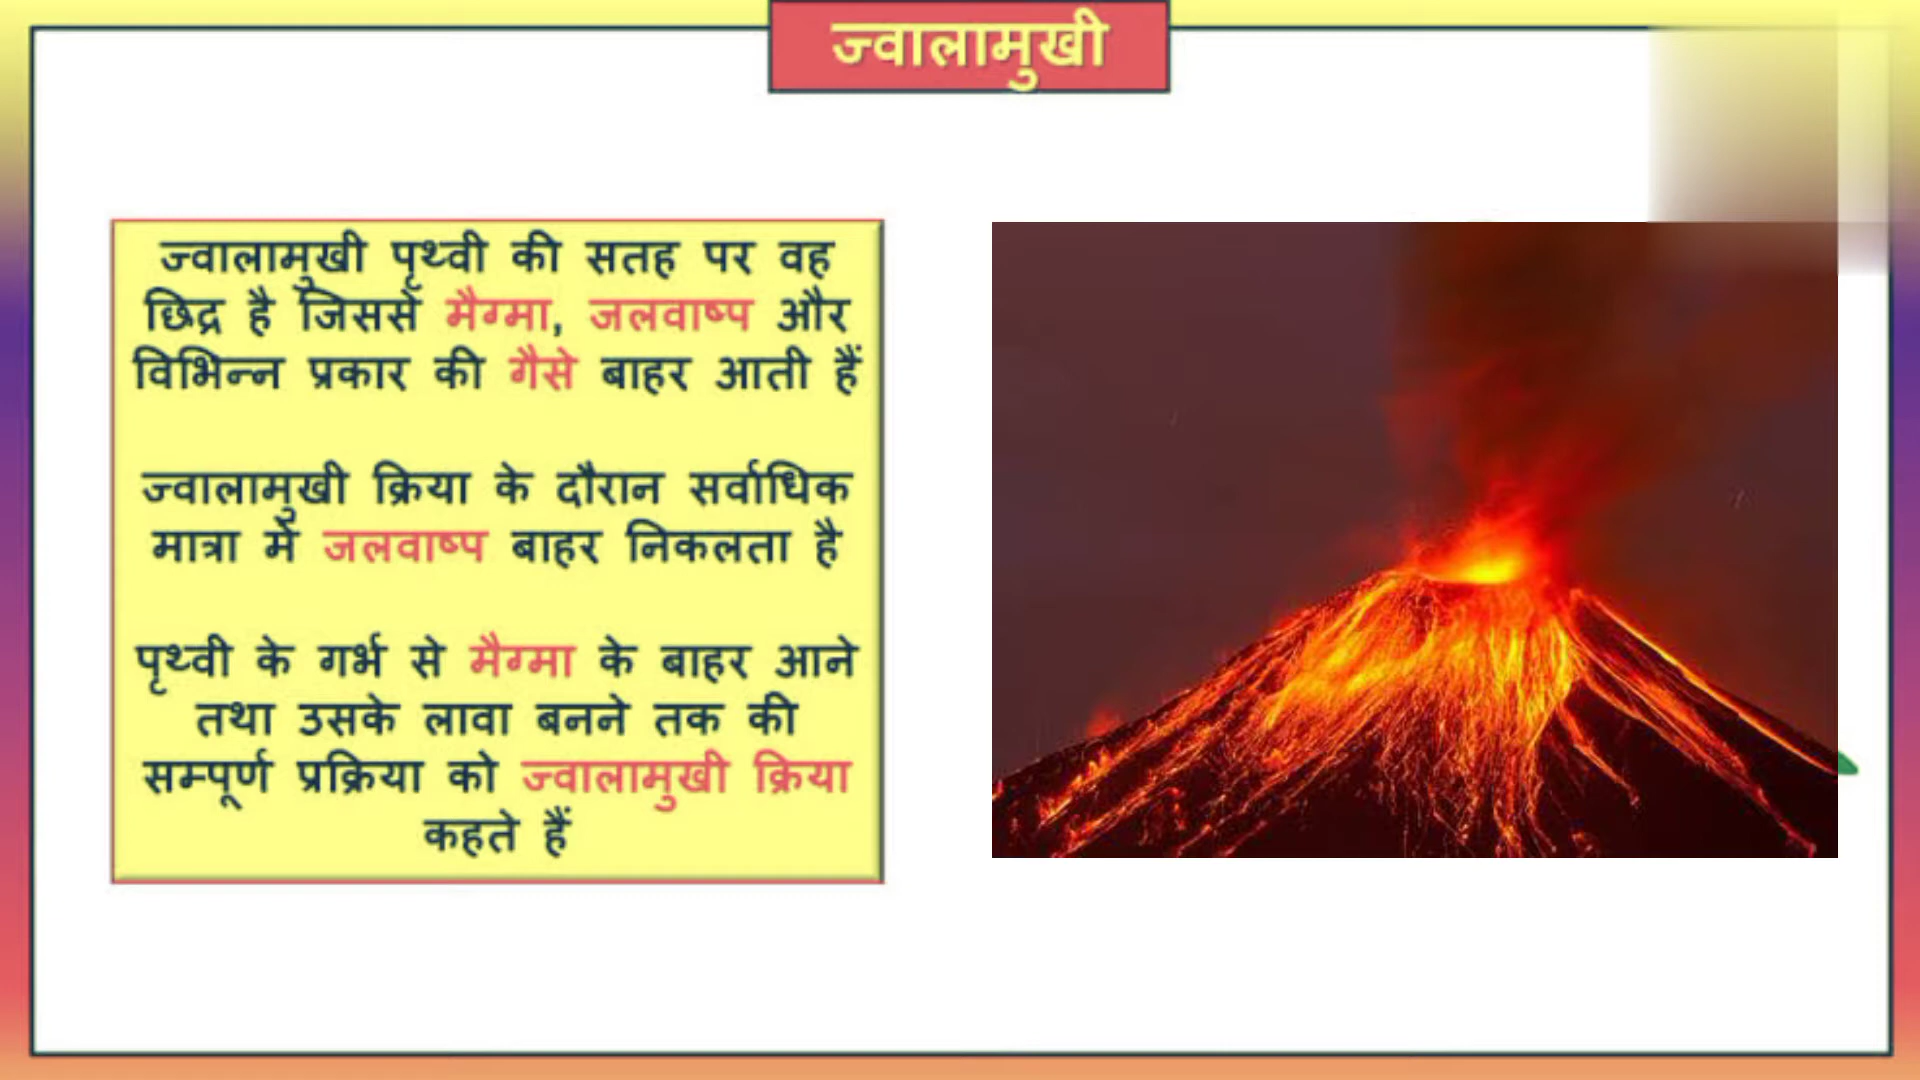 ज्वालामुखी
ज्वालामुखी पृथ्वी की सतह पर वह
छिद्र है जिससे मैग्मा, जलवाष्प और
विभिन्न प्रकार की गैसे बाहर आती हैं
ज्वालामुखी क्रिया के दौरान सर्वाधिक
मात्रा में जलवाष्प बाहर निकलता है
पृथ्वी के गर्भ से मैग्मा के बाहर आने
तथा उसके लावा बनने तक की
सम्पूर्ण प्रक्रिया को ज्वालामुखी क्रिया
कहते हैं